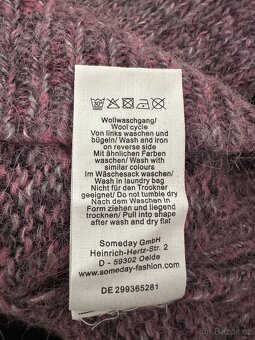 Wollwaschgang/
Wool cycle
Von links waschen und
bügeln/ Wash and iron
on reverse side
Mit ähnlichen Farben
waschen/ Wash with
similar colours
Im Wäschesack waschen/
Wash in laundry bag
Nicht für den Trockner
geeignet/ Do not tumble dry
Nach dem Waschen in
Form ziehen und liegend
trocknen/ Pull into shape
after wash and dry flat
Someday GmbH
Heinrich-Hertz-Str. 2
D - 59302 Oelde
www.someday-fashion.com
DE 299365281